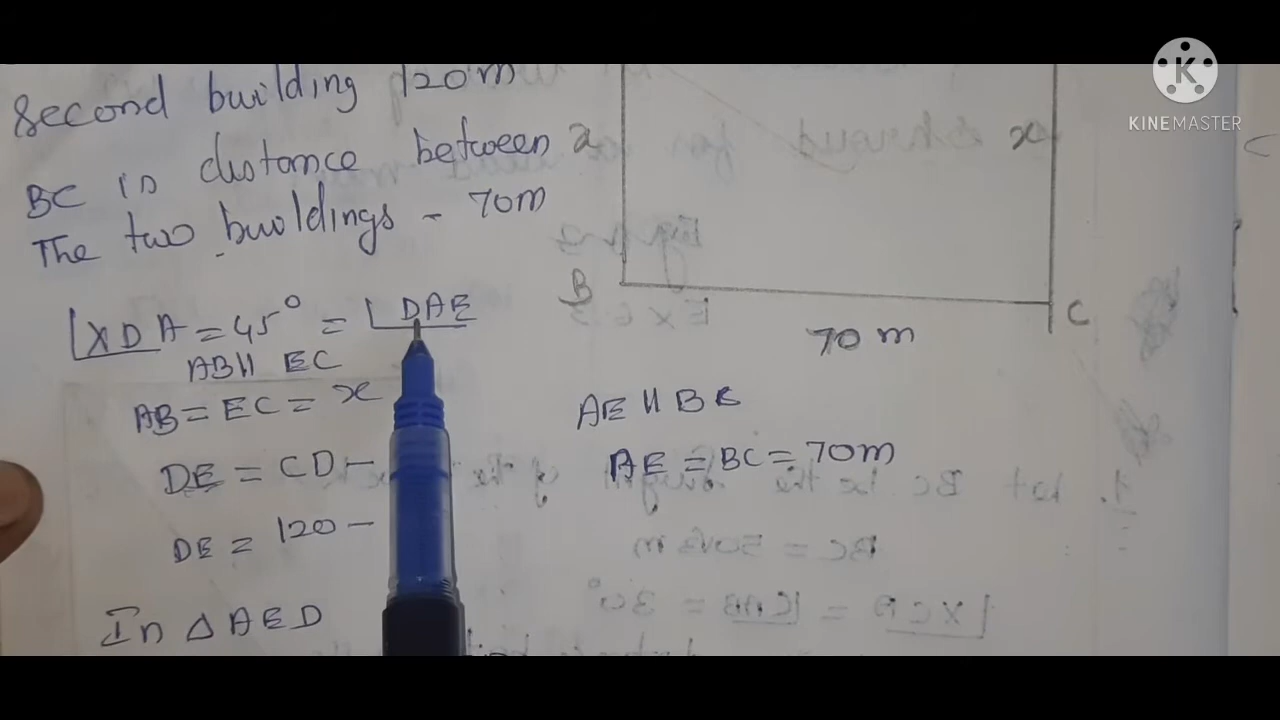 Second building 120m
BC is distance between
The two buildings - 70m
∠XDA = 45° = ∠DAE
AB || EC
AB = EC = x
DE = CD -
DE = 120 -
In Δ AED
x
x
B
C
70 m
AE || BC
AE = BC = 70m
K
KINEMASTER